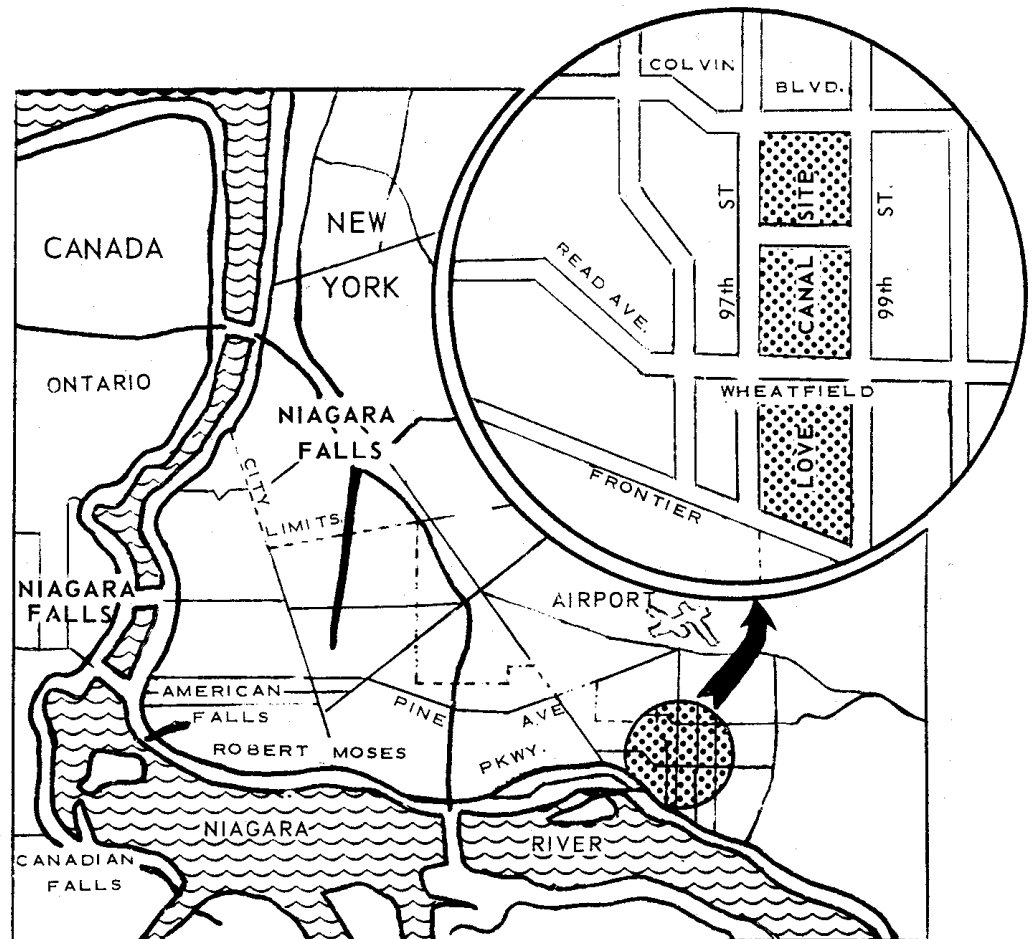 COLVIN
BLVD.
97th ST.
LOVE CANAL SITE
99th ST.
READ AVE.
WHEATFIELD
FRONTIER
CANADA
NEW
YORK
ONTARIO
NIAGARA
FALLS
CITY
LIMITS
NIAGARA
FALLS
AIRPORT
AMERICAN
FALLS
PINE AVE
ROBERT MOSES PKWY.
NIAGARA RIVER
CANADIAN
FALLS